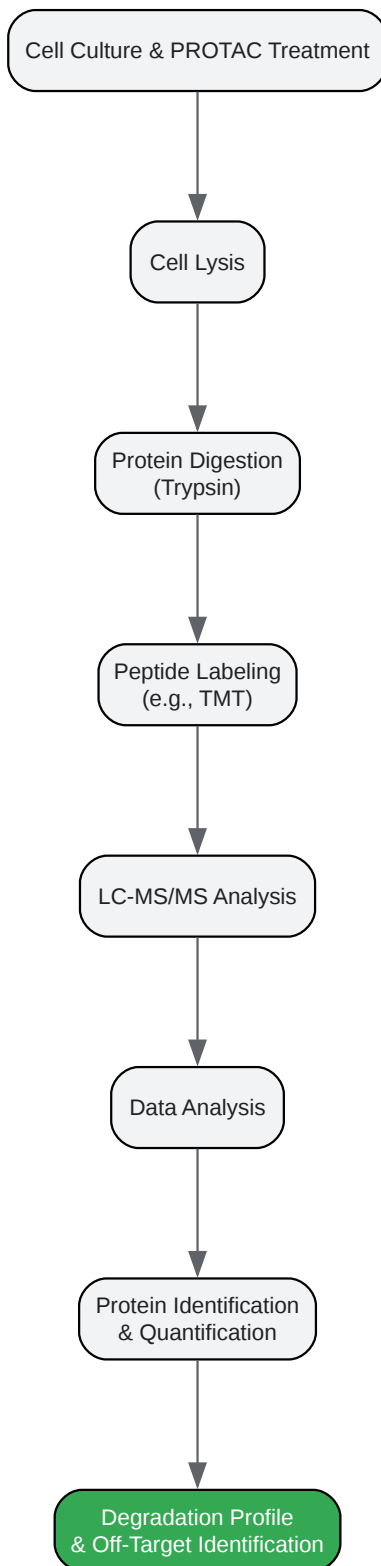 Cell Culture & PROTAC Treatment
Cell Lysis
Protein Digestion
(Trypsin)
Peptide Labeling
(e.g., TMT)
LC-MS/MS Analysis
Data Analysis
Protein Identification
& Quantification
Degradation Profile
& Off-Target Identification